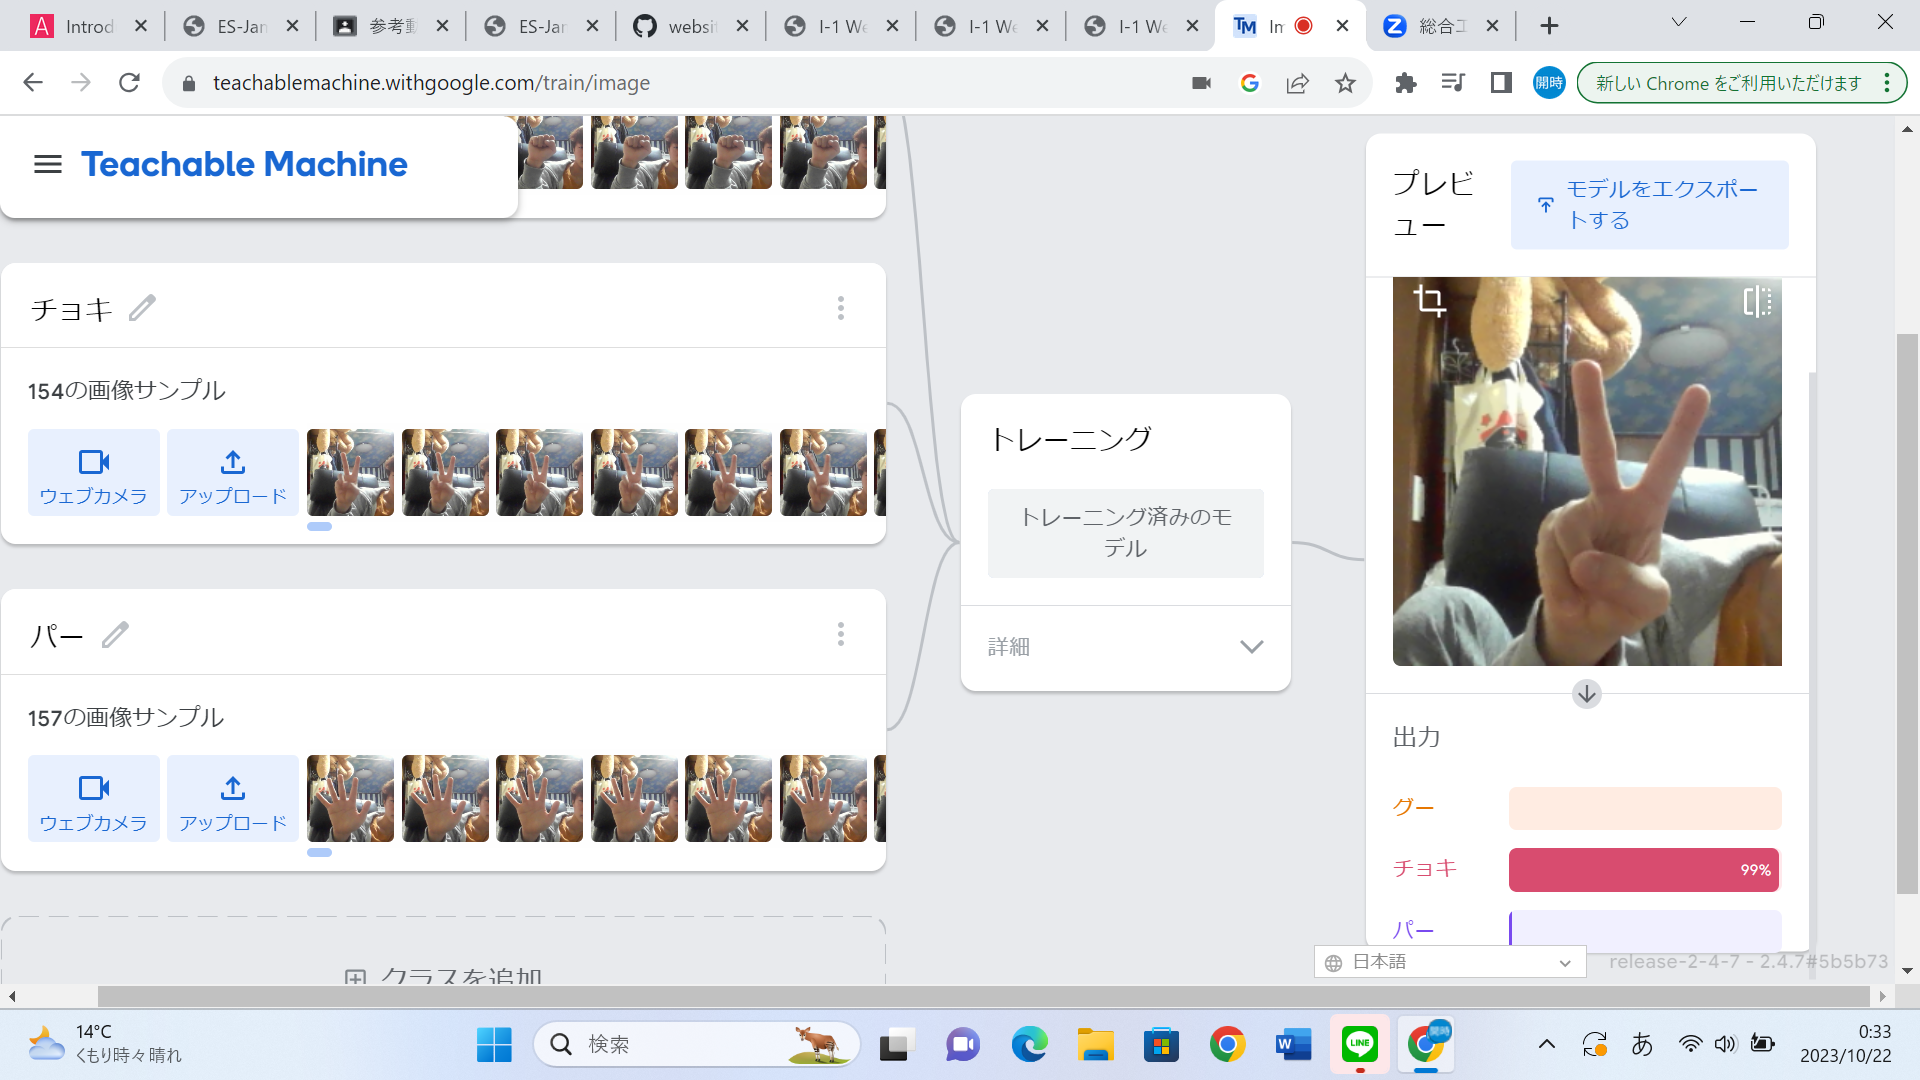 Introd
ES-Jan
参考動
ES-Jan
websit
I-1 We
I-1 We
I-1 We
Im
総合工
teachablemachine.withgoogle.com/train/image
開時
新しい Chrome をご利用いただけます
Teachable Machine
チョキ
154の画像サンプル
ウェブカメラ
アップロード
パー
157の画像サンプル
ウェブカメラ
アップロード
クラスを追加
トレーニング
トレーニング済みのモ
デル
詳細
プレビ
ュー
モデルをエクスポー
トする
出力
グー
チョキ
99%
パー
日本語
release-2-4-7 - 2.4.7#5b5b73
14°C
くもり時々晴れ
検索
LINE
開時
あ
0:33
2023/10/22